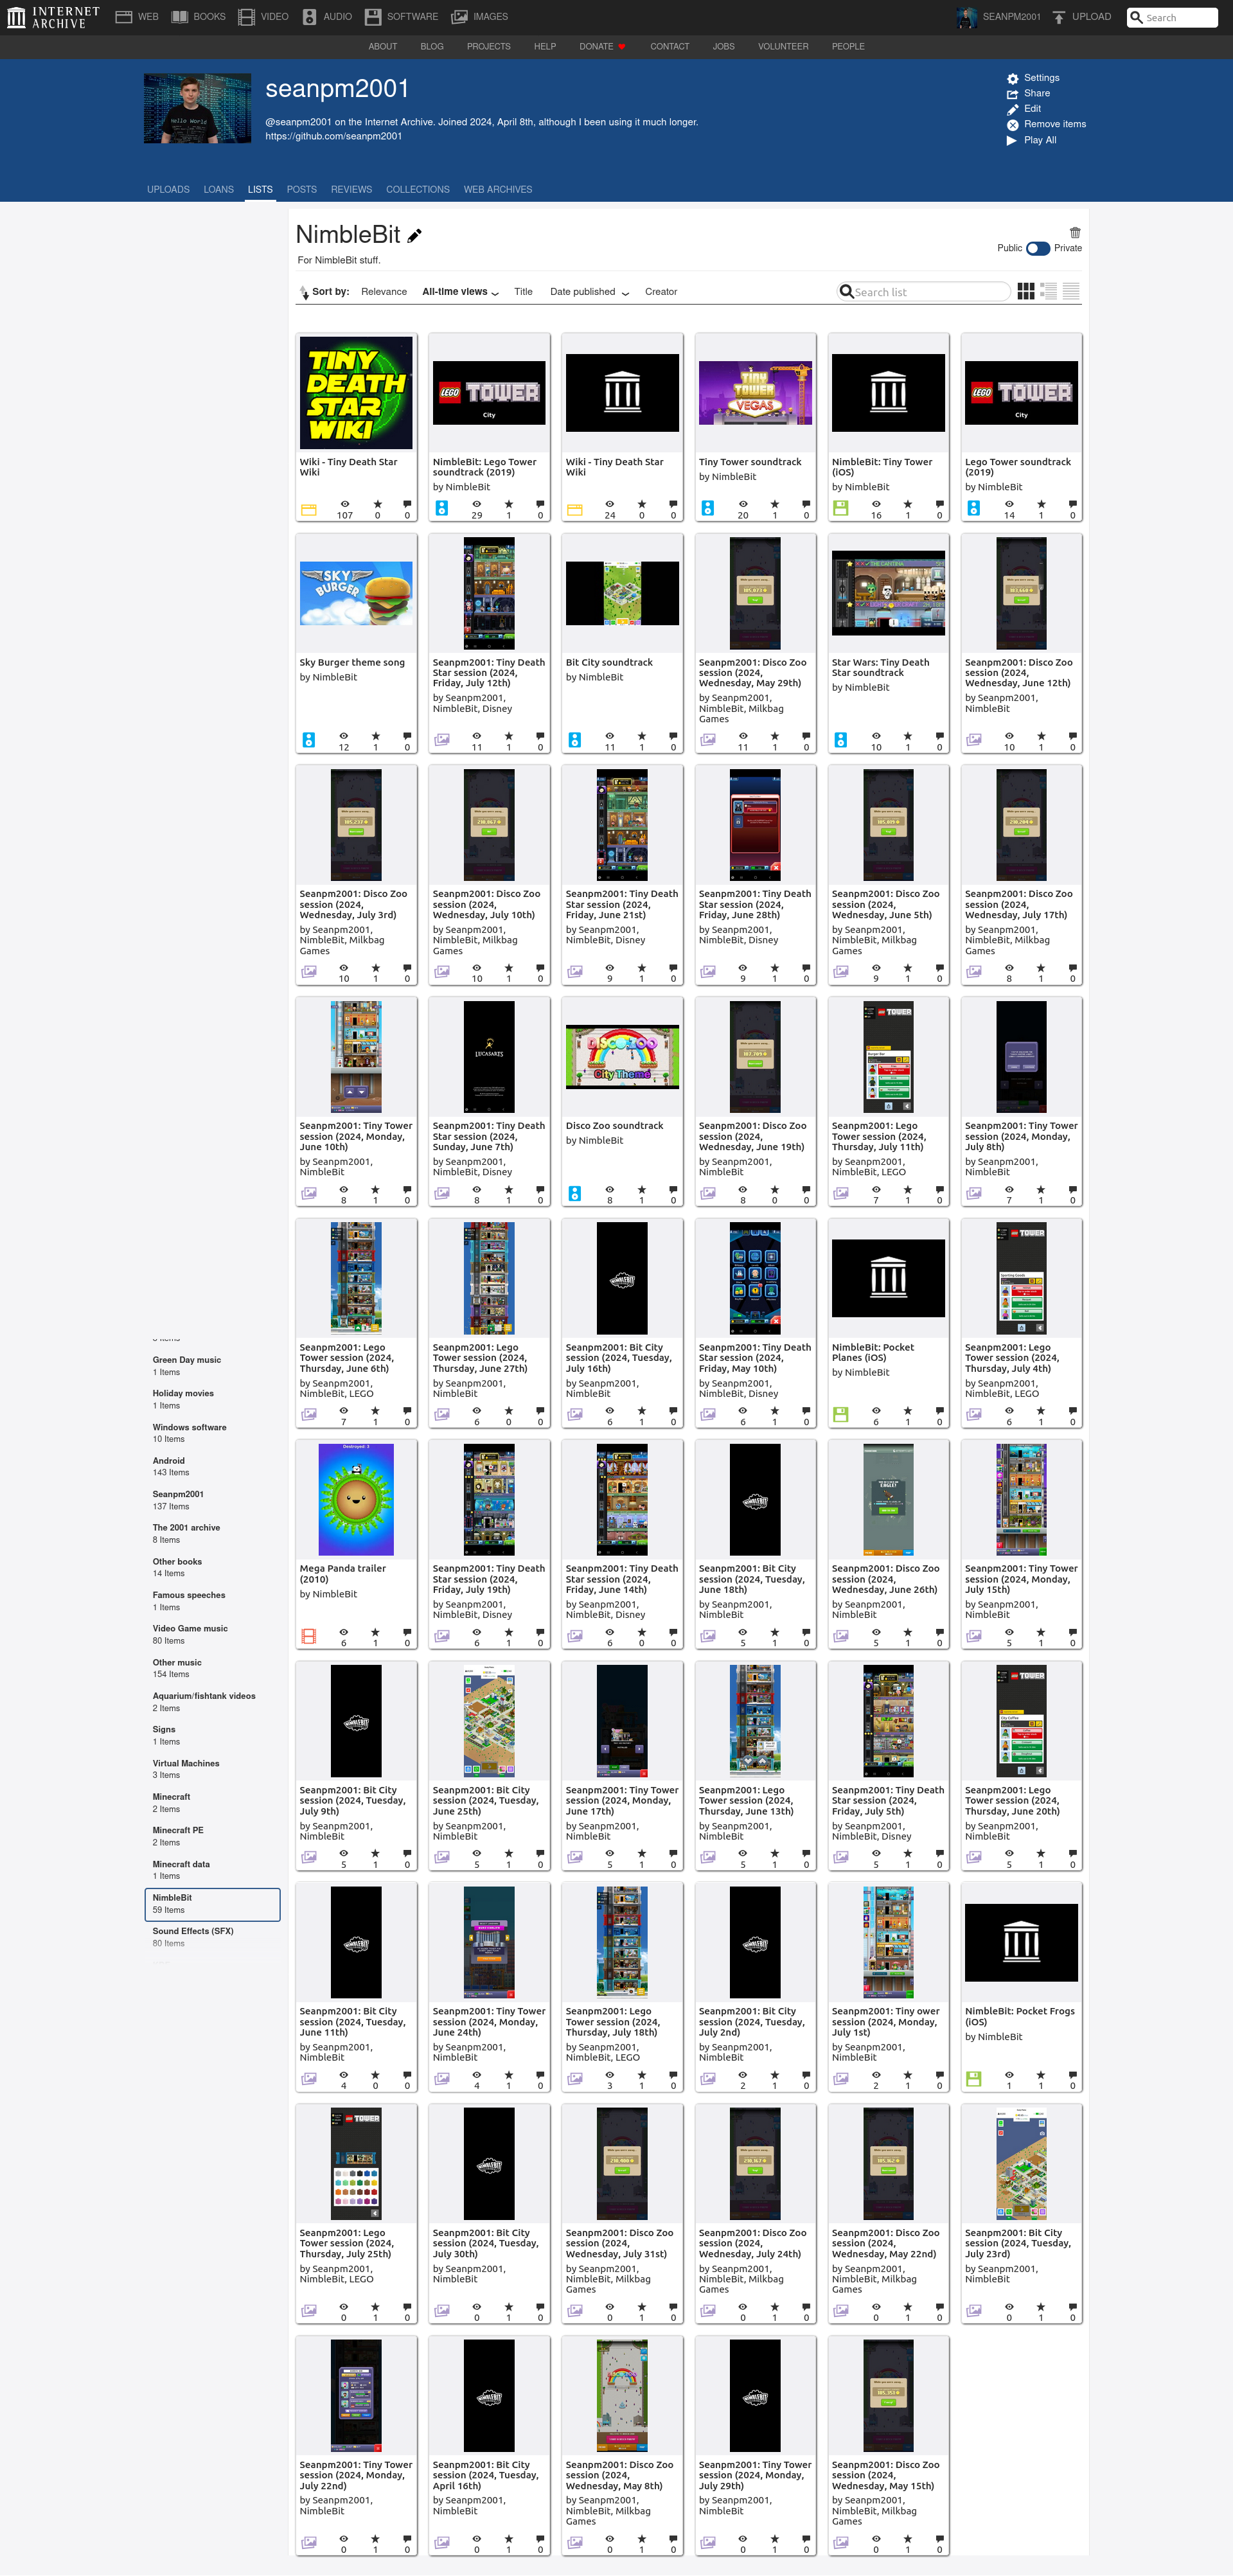 INTERNET ARCHIVE
WEB BOOKS VIDEO AUDIO SOFTWARE IMAGES
SEANPM2001 UPLOAD Search
ABOUT BLOG PROJECTS HELP DONATE CONTACT JOBS VOLUNTEER PEOPLE
seanpm2001
@seanpm2001 on the Internet Archive. Joined 2024, April 8th, although I been using it much longer.
https://github.com/seanpm2001
Settings
Share
Edit
Remove items
Play All
UPLOADS LOANS LISTS POSTS REVIEWS COLLECTIONS WEB ARCHIVES
NimbleBit
For NimbleBit stuff.
Public Private
Sort by: Relevance All-time views Title Date published Creator
Search list
TINY DEATH STAR WIKI
Wiki - Tiny Death Star Wiki
107 0 0
LEGO TOWER
City
NimbleBit: Lego Tower soundtrack (2019)
by NimbleBit
29 1 0
Wiki - Tiny Death Star Wiki
24 0 0
TINY TOWER VEGAS
Tiny Tower soundtrack
by NimbleBit
20 1 0
NimbleBit: Tiny Tower (iOS)
by NimbleBit
16 1 0
LEGO TOWER
City
Lego Tower soundtrack (2019)
by NimbleBit
14 1 0
SKY BURGER
Sky Burger theme song
by NimbleBit
12 1 0
Seanpm2001: Tiny Death Star session (2024, Friday, July 12th)
by Seanpm2001, NimbleBit, Disney
11 1 0
Bit City soundtrack
by NimbleBit
11 1 0
Seanpm2001: Disco Zoo session (2024, Wednesday, May 29th)
by Seanpm2001, NimbleBit, Milkbag Games
11 1 0
Star Wars: Tiny Death Star soundtrack
by NimbleBit
10 1 0
Seanpm2001: Disco Zoo session (2024, Wednesday, June 12th)
by Seanpm2001, NimbleBit
10 1 0
Seanpm2001: Disco Zoo session (2024, Wednesday, July 3rd)
by Seanpm2001, NimbleBit, Milkbag Games
10 1 0
Seanpm2001: Disco Zoo session (2024, Wednesday, July 10th)
by Seanpm2001, NimbleBit, Milkbag Games
10 1 0
Seanpm2001: Tiny Death Star session (2024, Friday, June 21st)
by Seanpm2001, NimbleBit, Disney
9 1 0
Seanpm2001: Tiny Death Star session (2024, Friday, June 28th)
by Seanpm2001, NimbleBit, Disney
9 1 0
Seanpm2001: Disco Zoo session (2024, Wednesday, June 5th)
by Seanpm2001, NimbleBit, Milkbag Games
9 1 0
Seanpm2001: Disco Zoo session (2024, Wednesday, July 17th)
by Seanpm2001, NimbleBit, Milkbag Games
8 1 0
Seanpm2001: Tiny Tower session (2024, Monday, June 10th)
by Seanpm2001, NimbleBit
8 1 0
LUCASARTS
Seanpm2001: Tiny Death Star session (2024, Sunday, June 7th)
by Seanpm2001, NimbleBit, Disney
8 1 0
DISCO ZOO
City Theme
Disco Zoo soundtrack
by NimbleBit
8 1 0
Seanpm2001: Disco Zoo session (2024, Wednesday, June 19th)
by Seanpm2001, NimbleBit
8 0 0
LEGO TOWER
Seanpm2001: Lego Tower session (2024, Thursday, July 11th)
by Seanpm2001, NimbleBit, LEGO
7 1 0
Seanpm2001: Tiny Tower session (2024, Monday, July 8th)
by Seanpm2001, NimbleBit
7 1 0
Seanpm2001: Lego Tower session (2024, Thursday, June 6th)
by Seanpm2001, NimbleBit, LEGO
7 1 0
Seanpm2001: Lego Tower session (2024, Thursday, June 27th)
by Seanpm2001, NimbleBit
6 0 0
NIMBLEBIT
Seanpm2001: Bit City session (2024, Tuesday, July 16th)
by Seanpm2001, NimbleBit
6 1 0
Seanpm2001: Tiny Death Star session (2024, Friday, May 10th)
by Seanpm2001, NimbleBit, Disney
6 1 0
NimbleBit: Pocket Planes (iOS)
by NimbleBit
6 1 0
LEGO TOWER
Seanpm2001: Lego Tower session (2024, Thursday, July 4th)
by Seanpm2001, NimbleBit, LEGO
6 1 0
Destroyed: 3
Mega Panda trailer (2010)
by NimbleBit
6 1 0
Seanpm2001: Tiny Death Star session (2024, Friday, July 19th)
by Seanpm2001, NimbleBit, Disney
6 1 0
Seanpm2001: Tiny Death Star session (2024, Friday, June 14th)
by Seanpm2001, NimbleBit, Disney
6 0 0
NIMBLEBIT
Seanpm2001: Bit City session (2024, Tuesday, June 18th)
by Seanpm2001, NimbleBit
5 1 0
Seanpm2001: Disco Zoo session (2024, Wednesday, June 26th)
by Seanpm2001, NimbleBit
5 1 0
Seanpm2001: Tiny Tower session (2024, Monday, July 15th)
by Seanpm2001, NimbleBit
5 1 0
NIMBLEBIT
Seanpm2001: Bit City session (2024, Tuesday, July 9th)
by Seanpm2001, NimbleBit
5 1 0
Seanpm2001: Bit City session (2024, Tuesday, June 25th)
by Seanpm2001, NimbleBit
5 1 0
Seanpm2001: Tiny Tower session (2024, Monday, June 17th)
by Seanpm2001, NimbleBit
5 1 0
Seanpm2001: Lego Tower session (2024, Thursday, June 13th)
by Seanpm2001, NimbleBit
5 1 0
Seanpm2001: Tiny Death Star session (2024, Friday, July 5th)
by Seanpm2001, NimbleBit, Disney
5 1 0
LEGO TOWER
Seanpm2001: Lego Tower session (2024, Thursday, June 20th)
by Seanpm2001, NimbleBit
5 1 0
NIMBLEBIT
Seanpm2001: Bit City session (2024, Tuesday, June 11th)
by Seanpm2001, NimbleBit
4 0 0
Seanpm2001: Tiny Tower session (2024, Monday, June 24th)
by Seanpm2001, NimbleBit
4 1 0
Seanpm2001: Lego Tower session (2024, Thursday, July 18th)
by Seanpm2001, NimbleBit, LEGO
3 1 0
NIMBLEBIT
Seanpm2001: Bit City session (2024, Tuesday, July 2nd)
by Seanpm2001, NimbleBit
2 1 0
Seanpm2001: Tiny ower session (2024, Monday, July 1st)
by Seanpm2001, NimbleBit
2 1 0
NimbleBit: Pocket Frogs (iOS)
by NimbleBit
1 1 0
LEGO TOWER
Seanpm2001: Lego Tower session (2024, Thursday, July 25th)
by Seanpm2001, NimbleBit, LEGO
0 1 0
NIMBLEBIT
Seanpm2001: Bit City session (2024, Tuesday, July 30th)
by Seanpm2001, NimbleBit
0 1 0
Seanpm2001: Disco Zoo session (2024, Wednesday, July 31st)
by Seanpm2001, NimbleBit, Milkbag Games
0 1 0
Seanpm2001: Disco Zoo session (2024, Wednesday, July 24th)
by Seanpm2001, NimbleBit, Milkbag Games
0 1 0
Seanpm2001: Disco Zoo session (2024, Wednesday, May 22nd)
by Seanpm2001, NimbleBit, Milkbag Games
0 1 0
Seanpm2001: Bit City session (2024, Tuesday, July 23rd)
by Seanpm2001, NimbleBit
0 1 0
Seanpm2001: Tiny Tower session (2024, Monday, July 22nd)
by Seanpm2001, NimbleBit
0 1 0
NIMBLEBIT
Seanpm2001: Bit City session (2024, Tuesday, April 16th)
by Seanpm2001, NimbleBit
0 1 0
Seanpm2001: Disco Zoo session (2024, Wednesday, May 8th)
by Seanpm2001, NimbleBit, Milkbag Games
0 1 0
NIMBLEBIT
Seanpm2001: Tiny Tower session (2024, Monday, July 29th)
by Seanpm2001, NimbleBit
0 1 0
Seanpm2001: Disco Zoo session (2024, Wednesday, May 15th)
by Seanpm2001, NimbleBit, Milkbag Games
0 1 0
Green Day music
1 Items
Holiday movies
1 Items
Windows software
10 Items
Android
143 Items
Seanpm2001
137 Items
The 2001 archive
8 Items
Other books
14 Items
Famous speeches
1 Items
Video Game music
80 Items
Other music
154 Items
Aquarium/fishtank videos
2 Items
Signs
1 Items
Virtual Machines
3 Items
Minecraft
2 Items
Minecraft PE
2 Items
Minecraft data
1 Items
NimbleBit
59 Items
Sound Effects (SFX)
80 Items